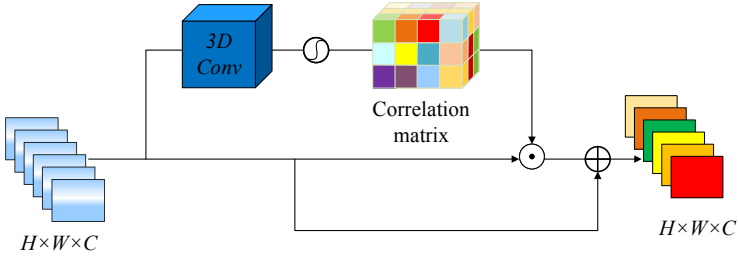 3D
Conv
Correlation
matrix
H×W×C
H×W×C